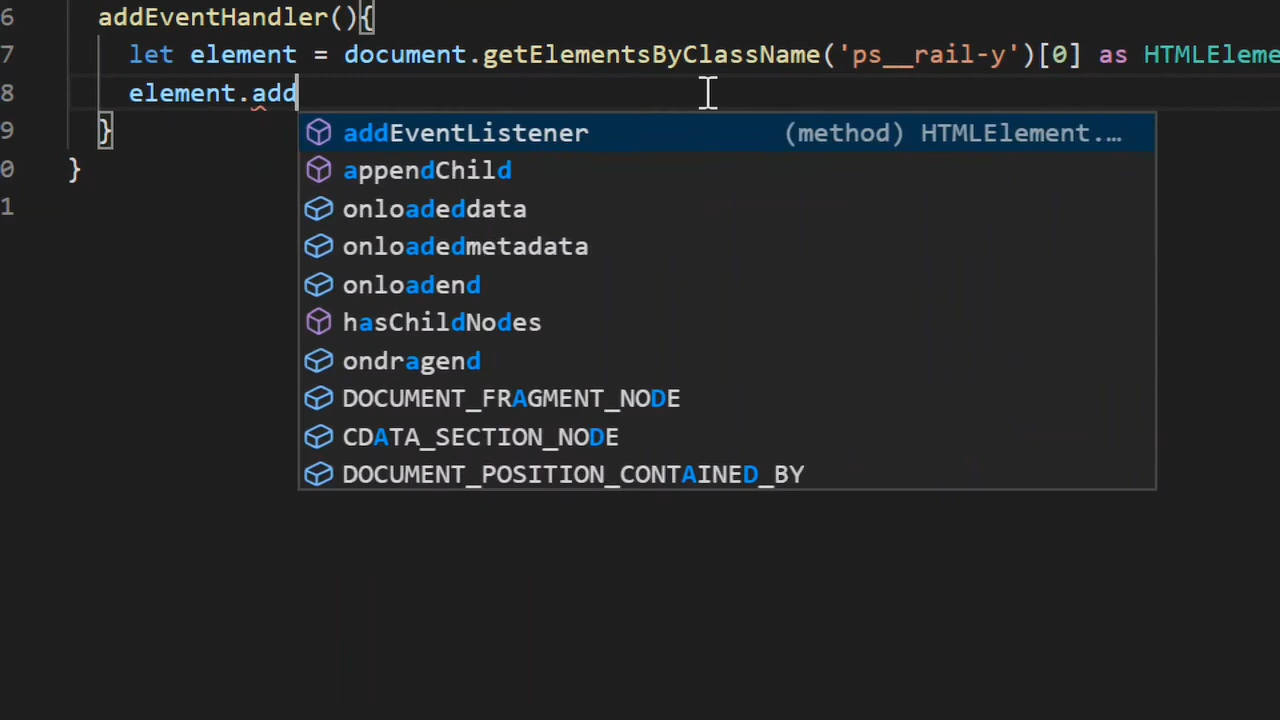 6 addEventHandler(){
7 let element = document.getElementsByClassName('ps__rail-y')[0] as HTMLEleme
8 element.add
addEventListener (method) HTMLElement.…
9 }
appendChild
0 }
onloadeddata
1
onloadedmetadata
onloadend
hasChildNodes
ondragend
DOCUMENT_FRAGMENT_NODE
CDATA_SECTION_NODE
DOCUMENT_POSITION_CONTAINED_BY